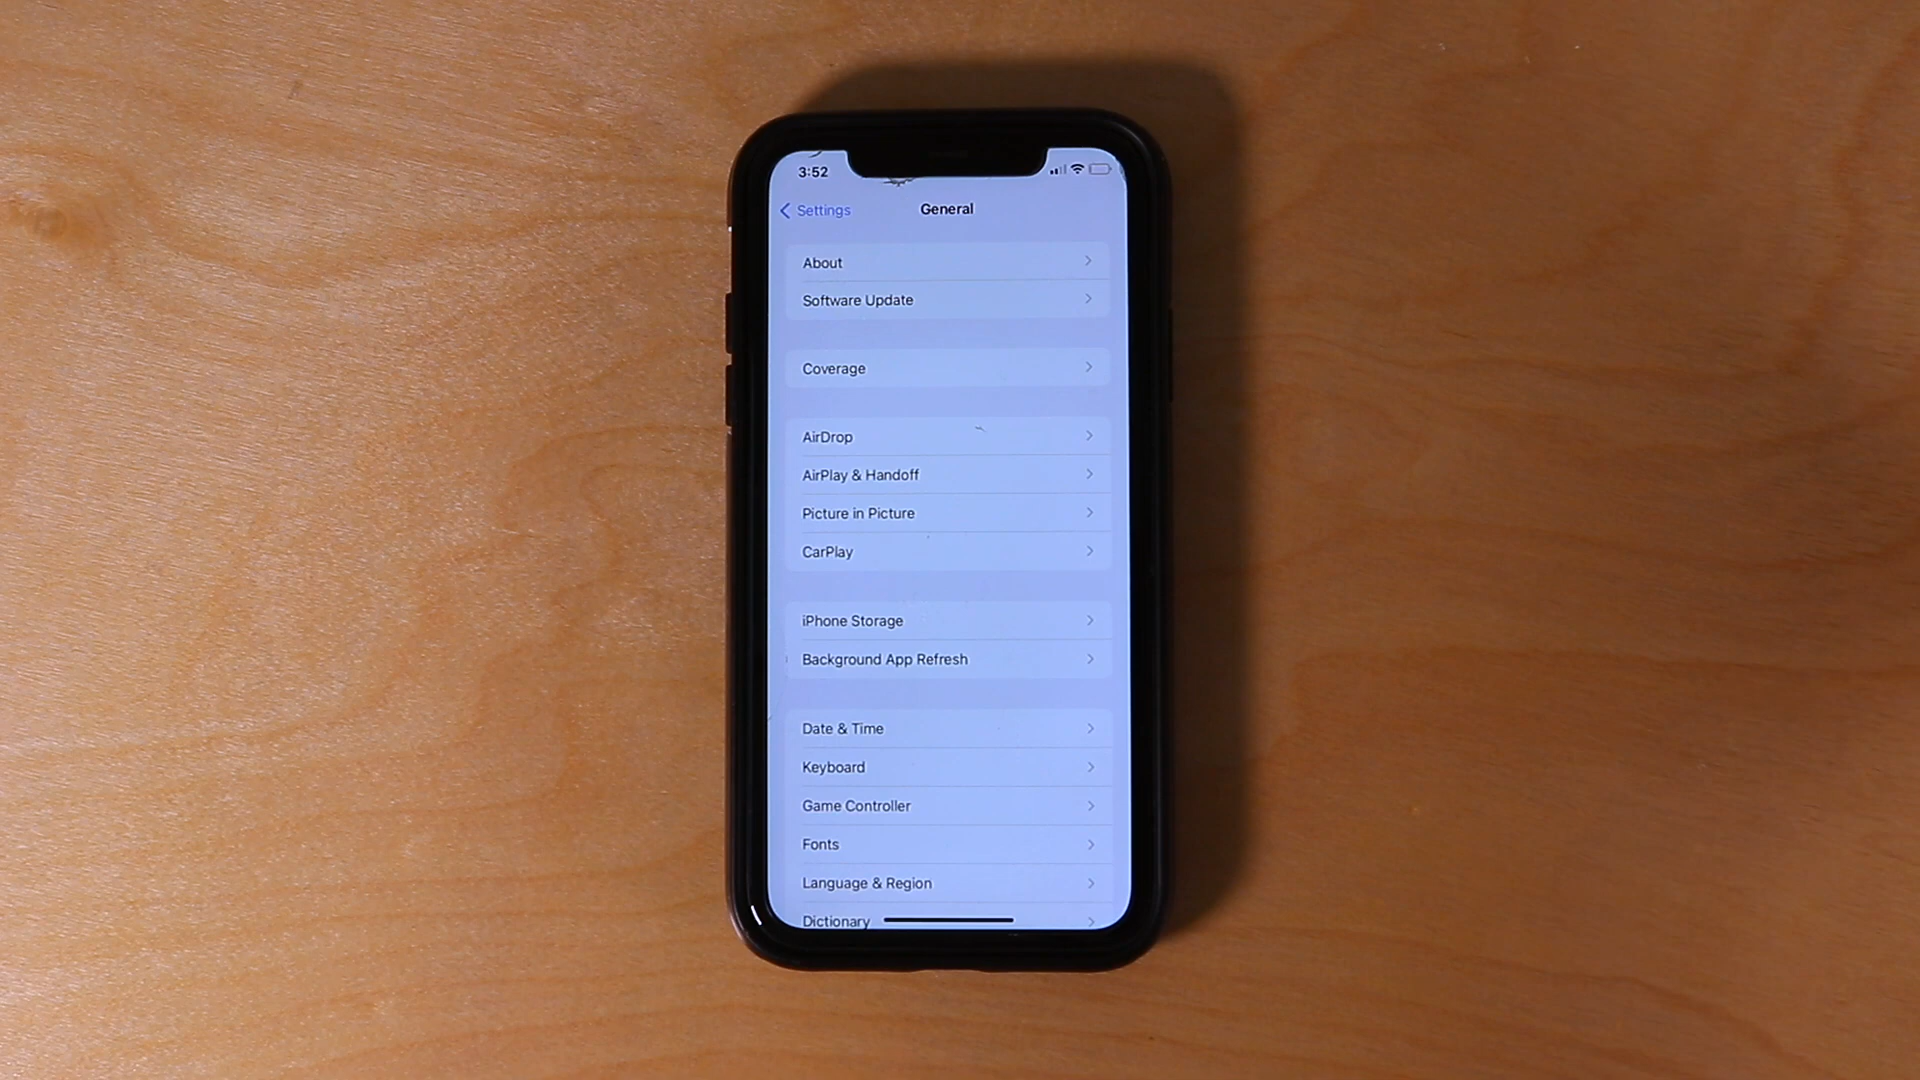 3:52
Settings
General
About
Software Update
Coverage
AirDrop
AirPlay & Handoff
Picture in Picture
CarPlay
iPhone Storage
Background App Refresh
Date & Time
Keyboard
Game Controller
Fonts
Language & Region
Dictionary